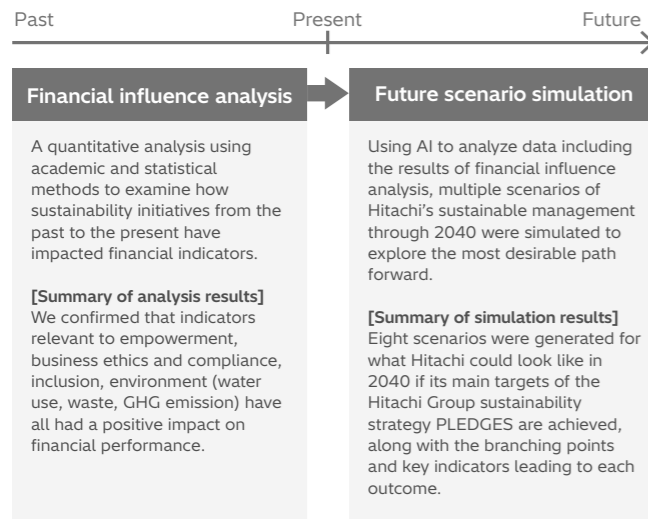 Past
Present
Future
Financial influence analysis
A quantitative analysis using
academic and statistical
methods to examine how
sustainability initiatives from the
past to the present have
impacted financial indicators.
[Summary of analysis results]
We confirmed that indicators
relevant to empowerment,
business ethics and compliance,
inclusion, environment (water
use, waste, GHG emission) have
all had a positive impact on
financial performance.
Future scenario simulation
Using AI to analyze data including
the results of financial influence
analysis, multiple scenarios of
Hitachi’s sustainable management
through 2040 were simulated to
explore the most desirable path
forward.
[Summary of simulation results]
Eight scenarios were generated for
what Hitachi could look like in
2040 if its main targets of the
Hitachi Group sustainability
strategy PLEDGES are achieved,
along with the branching points
and key indicators leading to each
outcome.